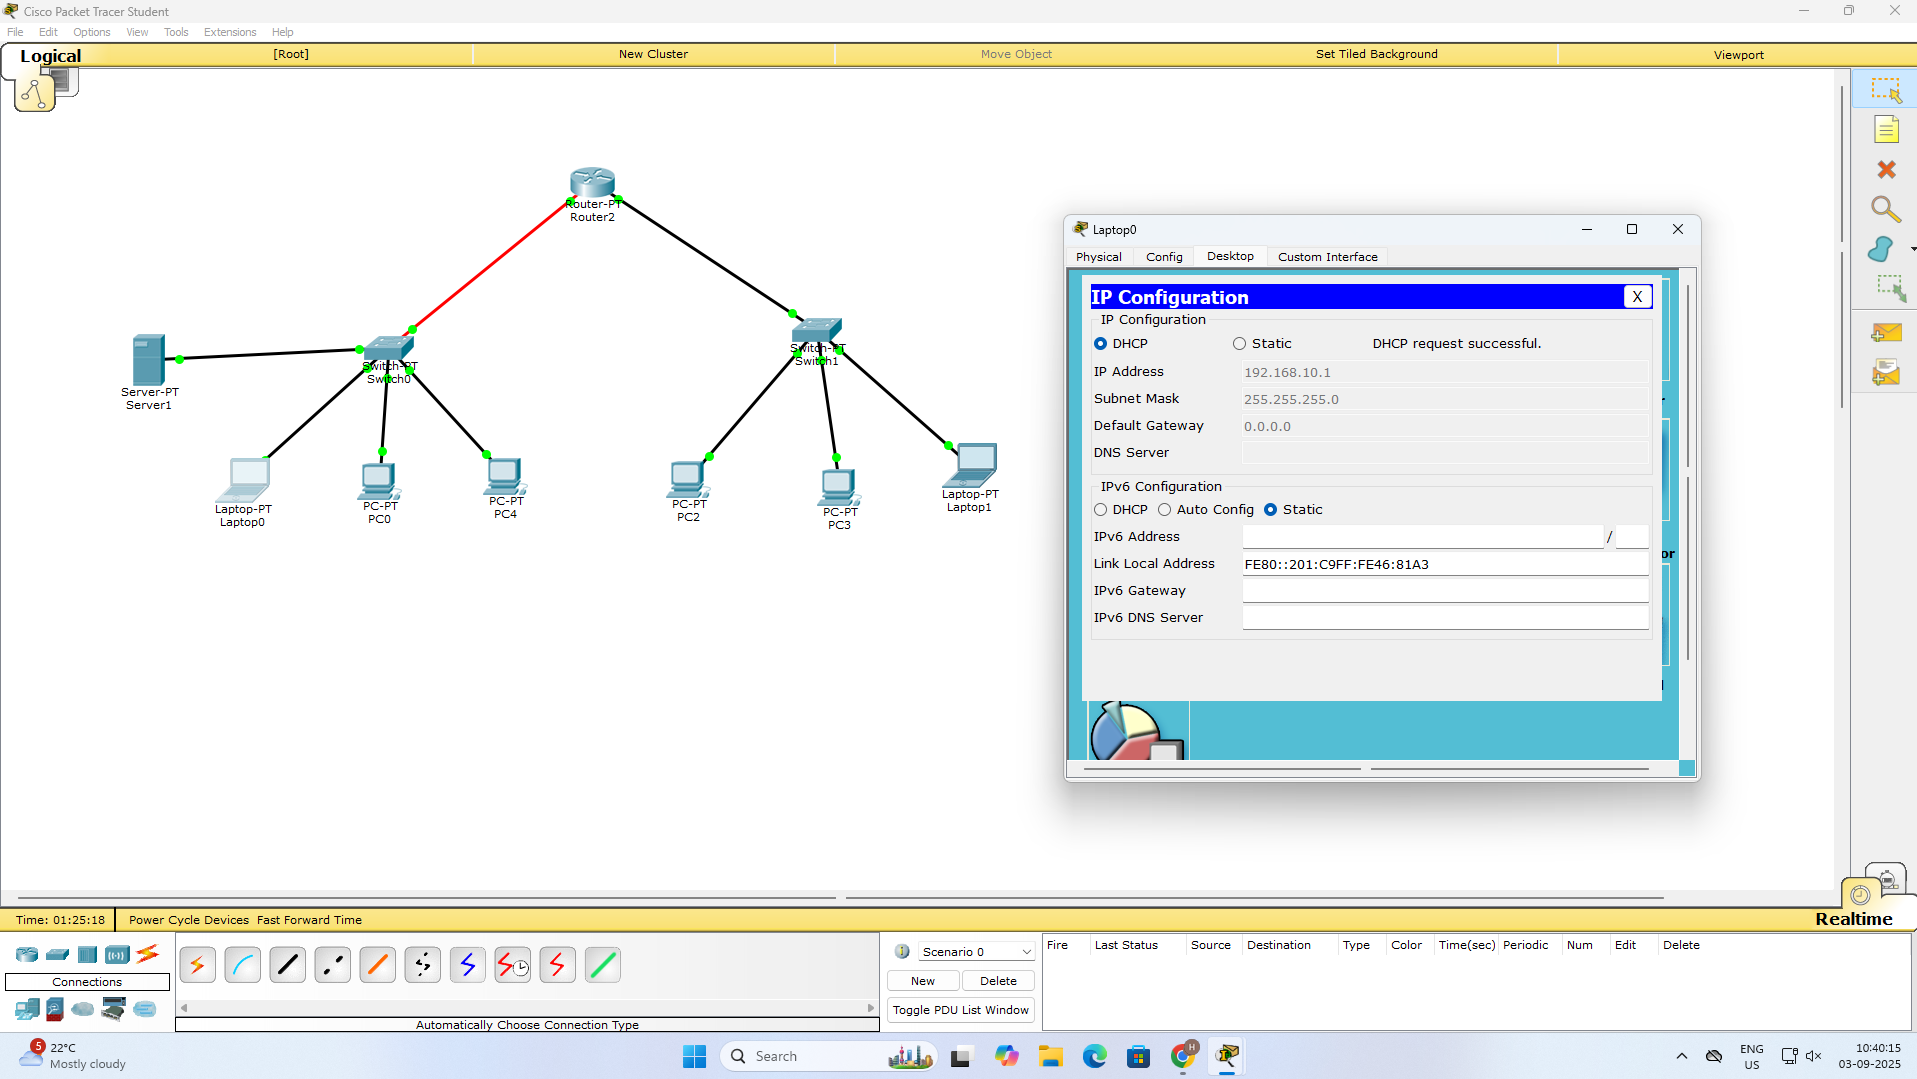 Cisco Packet Tracer Student
File Edit Options View Tools Extensions Help
Logical [Root] New Cluster Move Object Set Tiled Background Viewport
Router-PT
Router2
Switch-PT
Switch0
Switch-PT
Switch1
Server-PT
Server1
Laptop-PT
Laptop0
PC-PT
PC0
PC-PT
PC4
PC-PT
PC2
PC-PT
PC3
Laptop-PT
Laptop1
Laptop0
Physical Config Desktop Custom Interface
IP Configuration X
IP Configuration
DHCP Static DHCP request successful.
IP Address 192.168.10.1
Subnet Mask 255.255.255.0
Default Gateway 0.0.0.0
DNS Server
IPv6 Configuration
DHCP Auto Config Static
IPv6 Address /
Link Local Address FE80::201:C9FF:FE46:81A3
IPv6 Gateway
IPv6 DNS Server
or
Time: 01:25:18 Power Cycle Devices Fast Forward Time Realtime
Connections
Automatically Choose Connection Type
Scenario 0
New Delete
Toggle PDU List Window
Fire Last Status Source Destination Type Color Time(sec) Periodic Num Edit Delete
5
22°C
Mostly cloudy
Search
H
ENG
US
10:40:15
03-09-2025